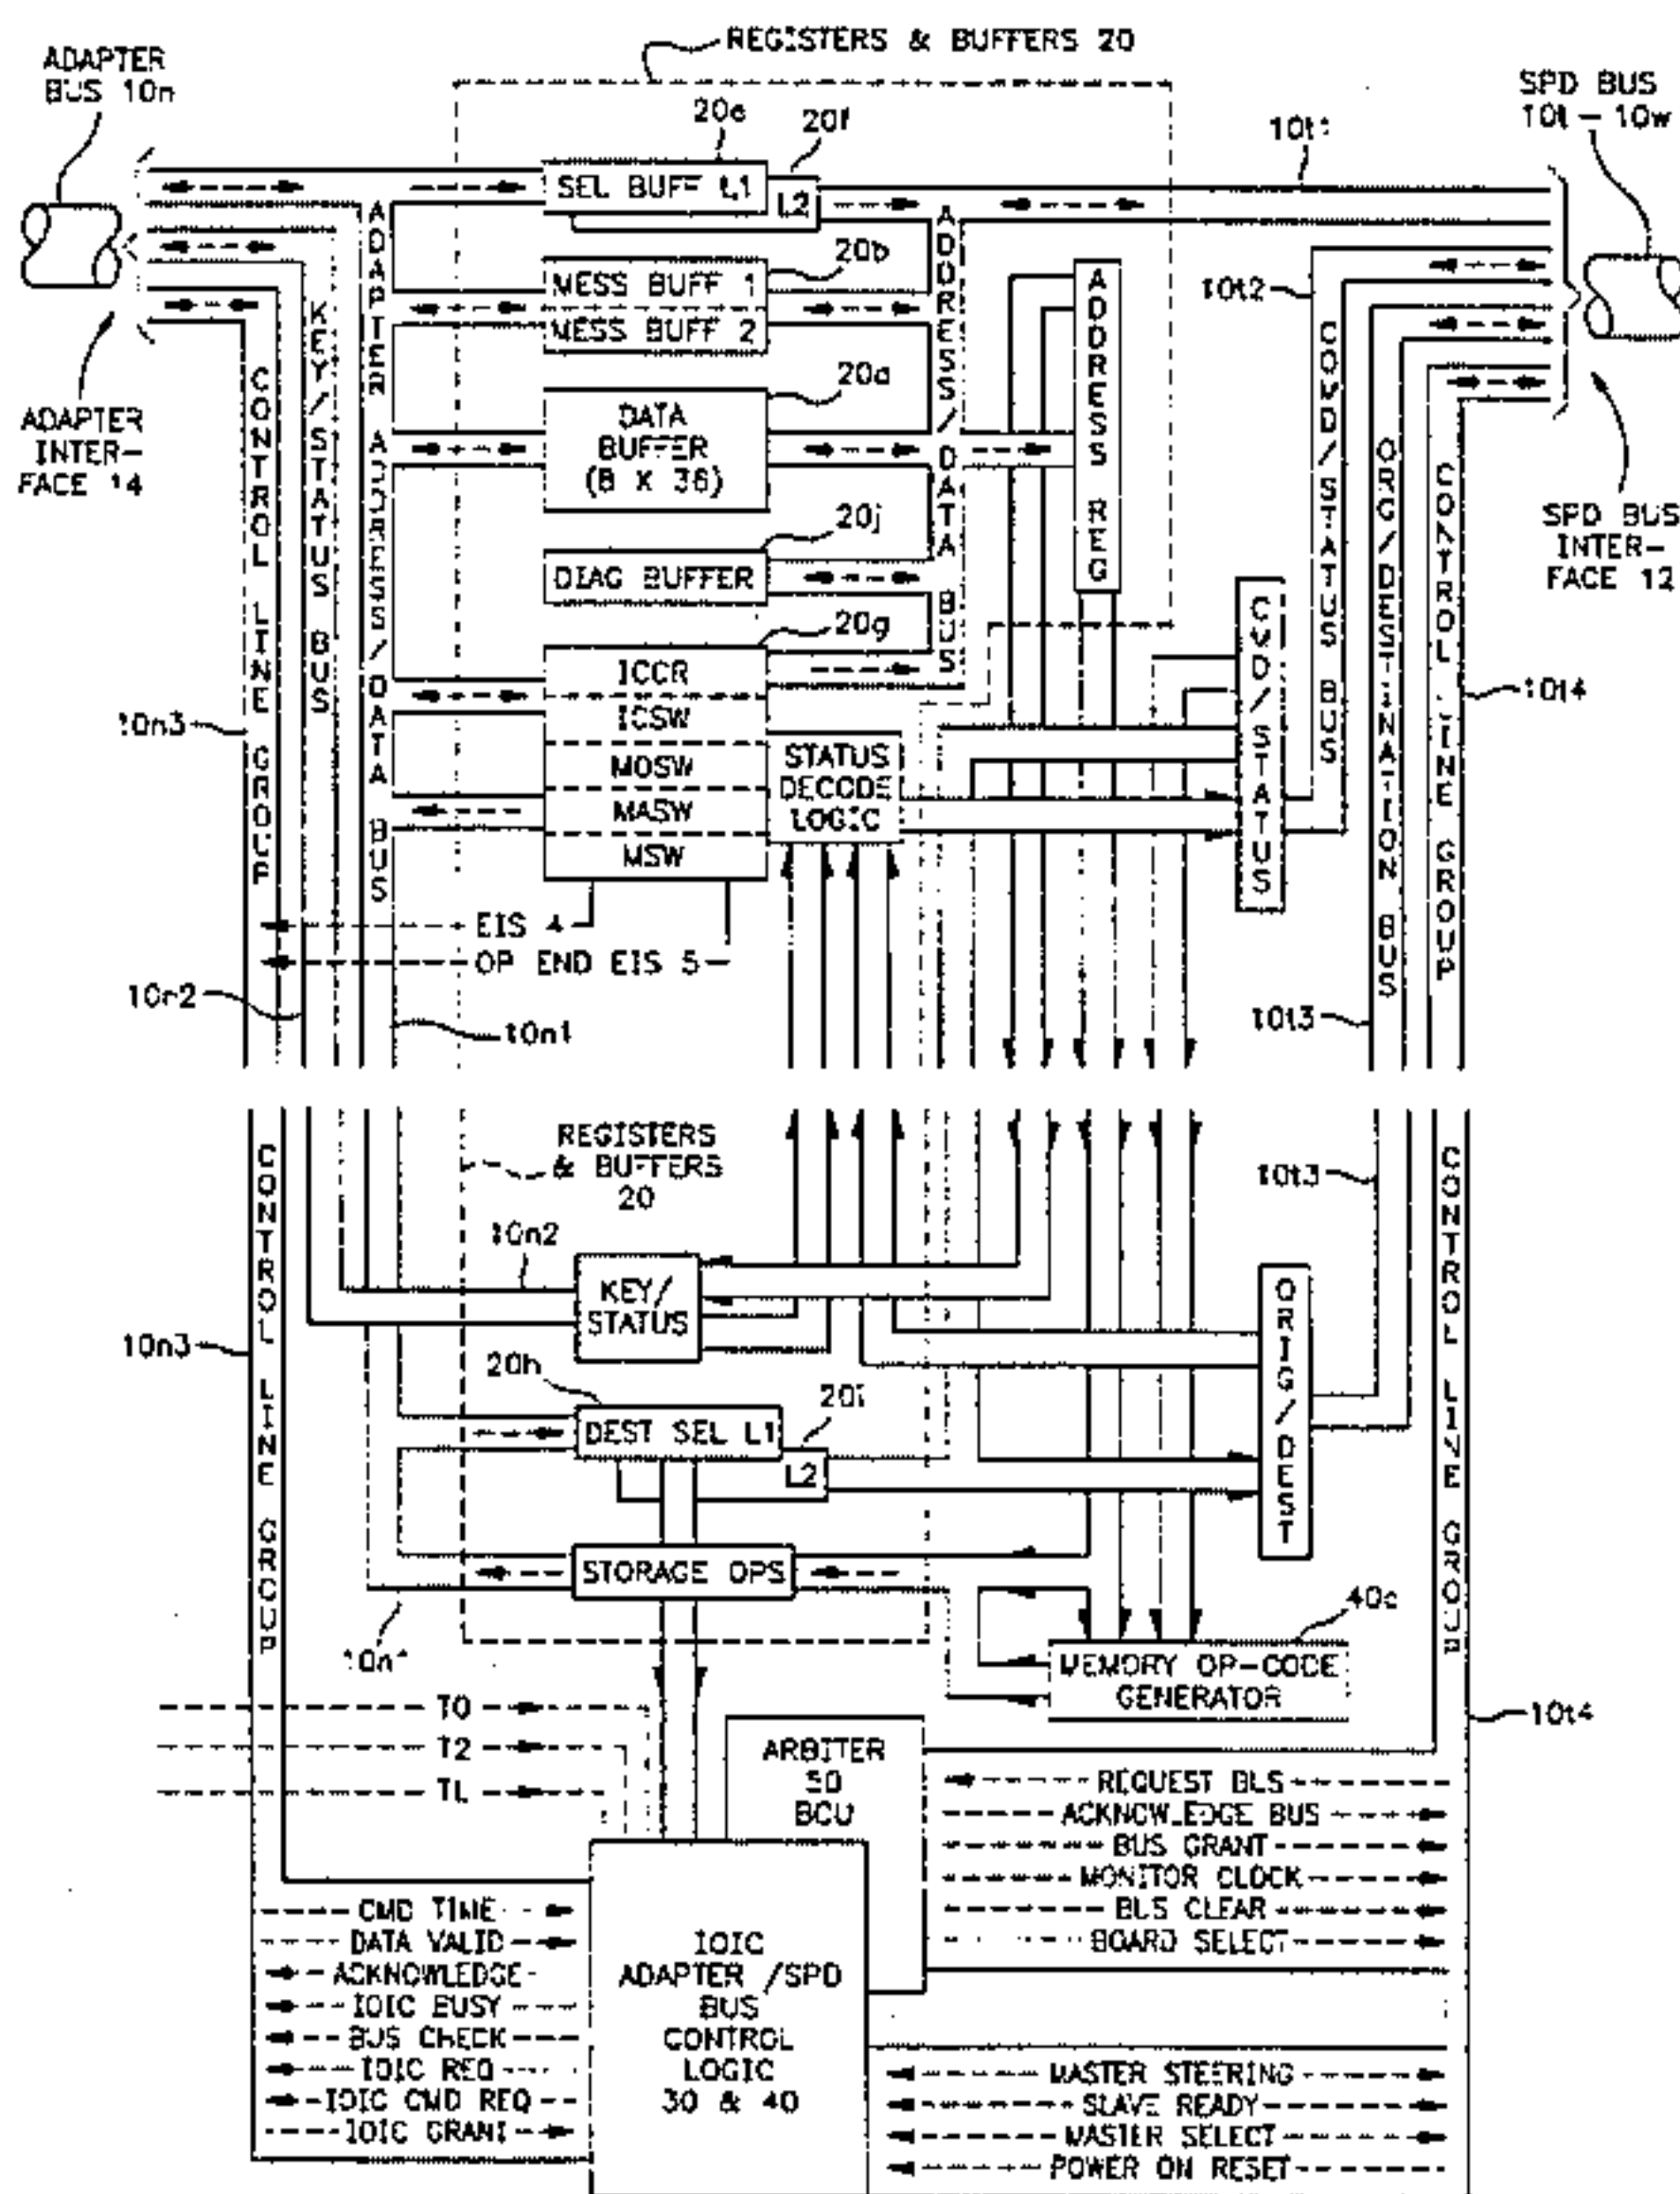 REGISTERS & BUFFERS 20
ADAPTER
BUS 10n
SPD BUS
10t - 10w
20e
20f
10t1
SEL BUFF L1
L2
20b
MESS BUFF 1
MESS BUFF 2
10t2
20a
DATA
BUFFER
(8 X 36)
ADAPTER
INTER-
FACE 14
SPD BUS
INTER-
FACE 12
20j
DIAG BUFFER
20g
ICCR
ICSW
MOSW
MASW
MSW
STATUS
DECODE
LOGIC
CONTROL LINE GROUP
KEY/STATUS BUS
ADAPTER ADDRESS/DATA BUS
ADDRESS/DATA BUS
ADDRESS REG
CMD/STATUS
CMD/STATUS BUS
ORG/DESTINATION BUS
CONTROL LINE GROUP
10n3
10t4
EIS 4
OP END EIS 5
10n2
10n1
10t3
REGISTERS
& BUFFERS
20
10n2
10t3
CONTROL LINE GROUP
CONTROL LINE GROUP
KEY/
STATUS
10n3
ORIG/DEST
20h
20i
DEST SEL L1
L2
STORAGE OPS
40c
10n1
MEMORY OP-CODE
GENERATOR
T0
T2
TL
10t4
ARBITER
50
BCU
REQUEST BUS
ACKNOWLEDGE BUS
BUS GRANT
MONITOR CLOCK
BUS CLEAR
BOARD SELECT
CMD TIME
DATA VALID
ACKNOWLEDGE
IOIC BUSY
BUS CHECK
IOIC REQ
IOIC CMD REQ
IOIC GRANT
IOIC
ADAPTER /SPD
BUS
CONTROL
LOGIC
30 & 40
MASTER STEERING
SLAVE READY
MASTER SELECT
POWER ON RESET